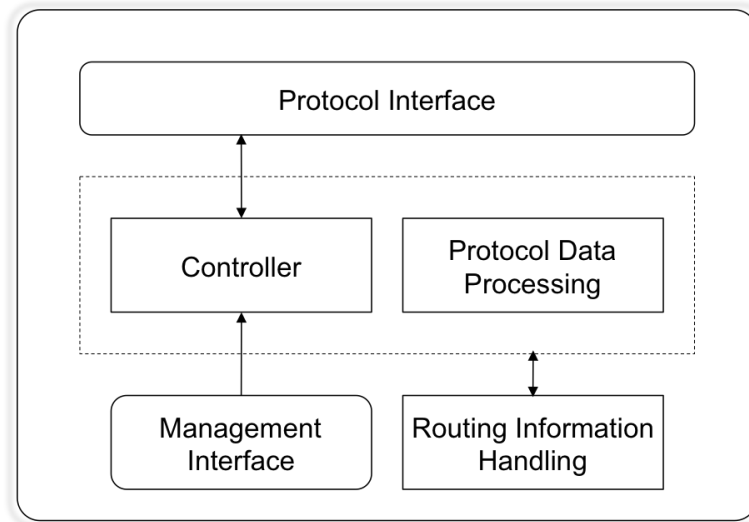 Protocol Interface
Controller
Protocol Data
Processing
Management
Interface
Routing Information
Handling